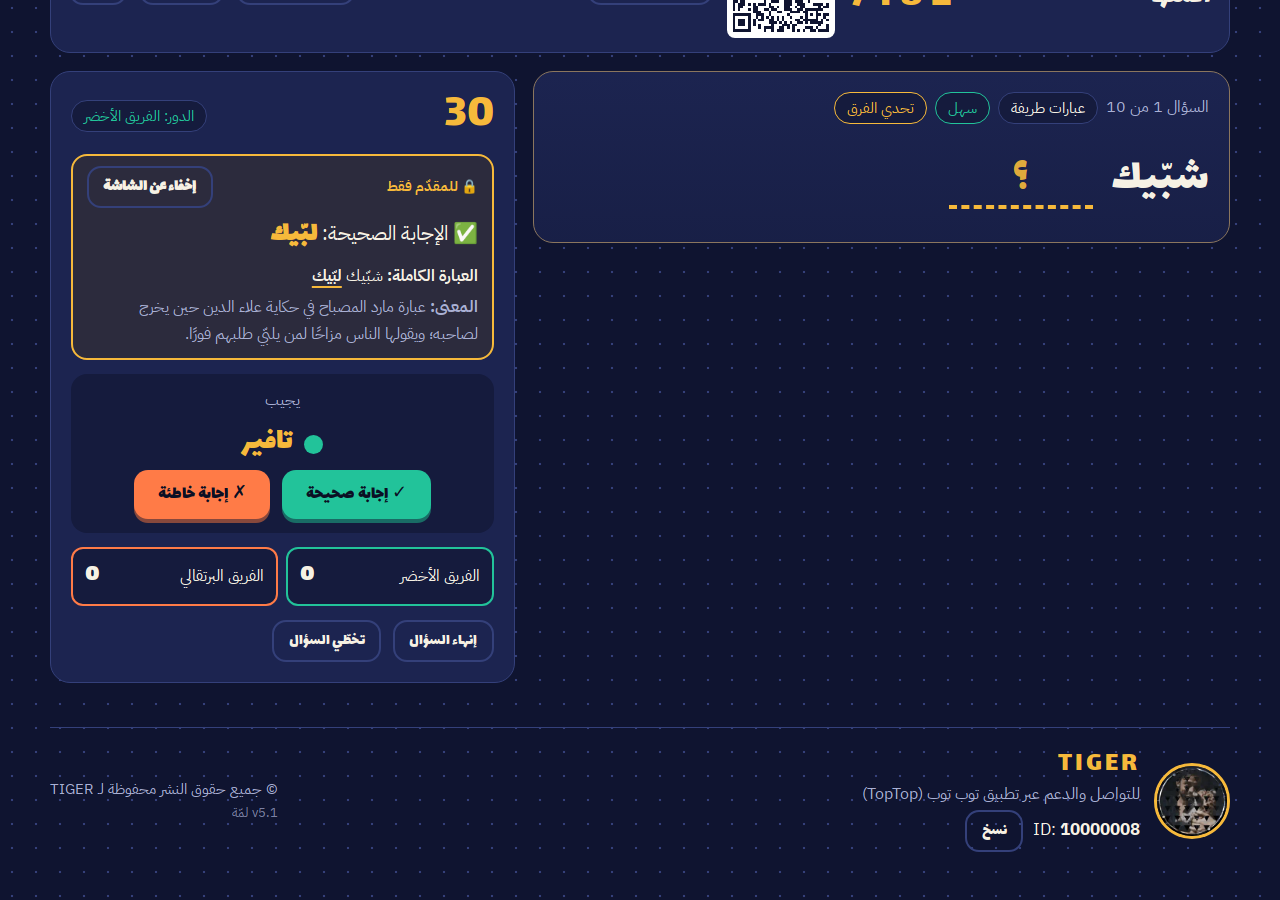 السؤال 1 من 10
عبارات طريفة
سهل
تحدي الفرق
شبّيك ؟
30
الدور: الفريق الأخضر
🔒 للمقدّم فقط
إخفاء عن الشاشة
✅ الإجابة الصحيحة: لبّيك
العبارة الكاملة: شبّيك لبّيك
المعنى: عبارة مارد المصباح في حكاية علاء الدين حين يخرج
لصاحبه؛ ويقولها الناس مزاحًا لمن يلبّي طلبهم فورًا.
يجيب
تافير
✓ إجابة صحيحة
✗ إجابة خاطئة
الفريق الأخضر 0
الفريق البرتقالي 0
إنهاء السؤال
تخطّي السؤال
TIGER
للتواصل والدعم عبر تطبيق توب توب (TopTop)
ID: 10000008
نسخ
© جميع حقوق النشر محفوظة لـ TIGER
لمّة v5.1